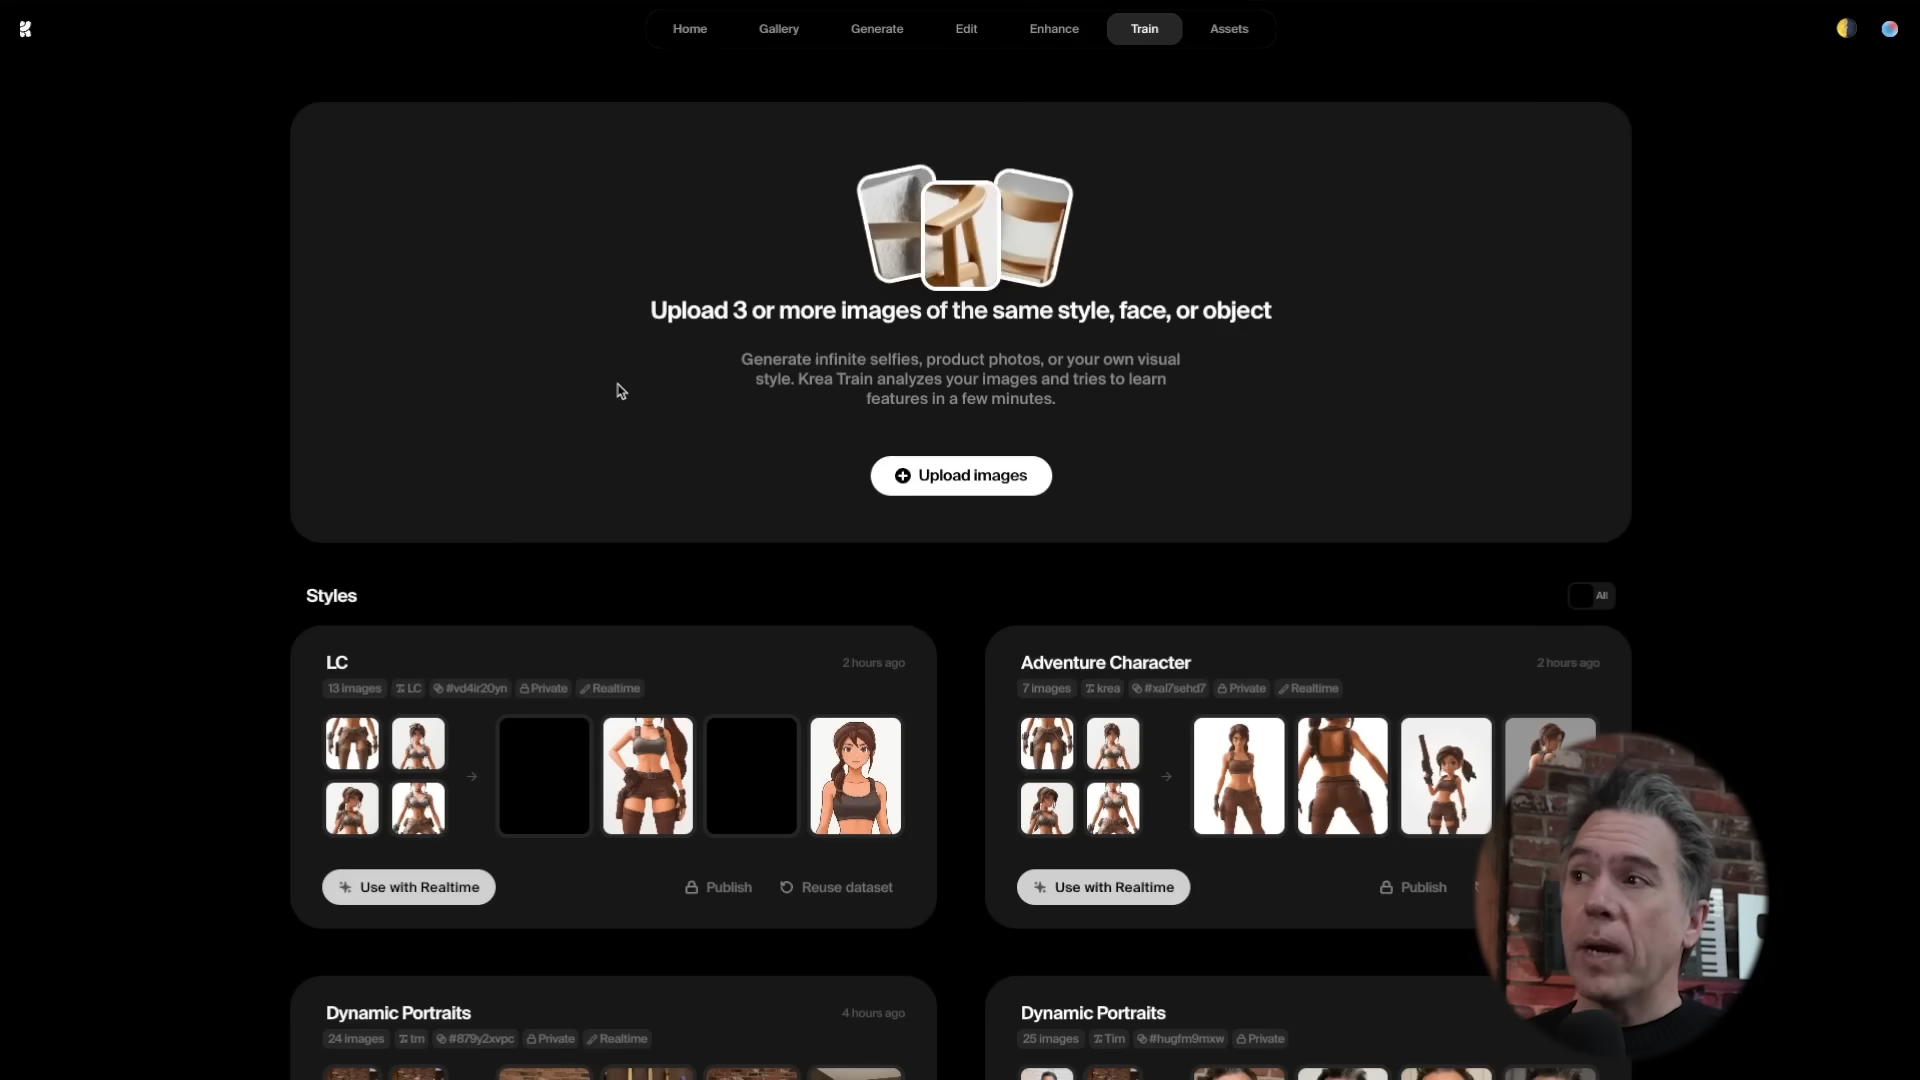 Home
Gallery
Generate
Edit
Enhance
Train
Assets
Upload 3 or more images of the same style, face, or object
Generate infinite selfies, product photos, or your own visual
style. Krea Train analyzes your images and tries to learn
features in a few minutes.
Upload images
Styles
All
LC
2 hours ago
13 images
LC
#vd4ir20yn
Private
Realtime
Use with Realtime
Publish
Reuse dataset
Adventure Character
2 hours ago
7 images
krea
#xal7sehd7
Private
Realtime
Use with Realtime
Publish
Dynamic Portraits
4 hours ago
24 images
tm
#879y2xvpc
Private
Realtime
Dynamic Portraits
25 images
Tim
#hugfm9mxw
Private